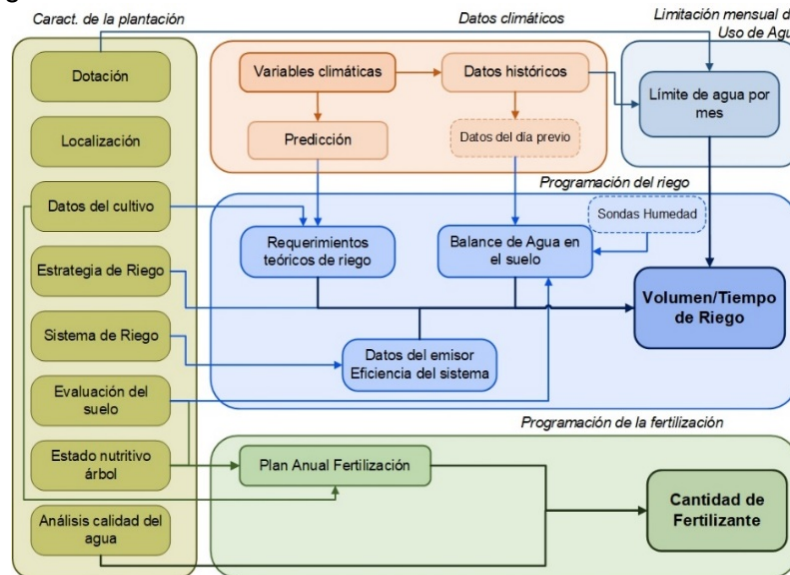 Caract. de la plantación
Datos climáticos
Limitación mensual d
Uso de Agu
Dotación
Variables climáticas
Datos históricos
Límite de agua por
mes
Localización
Predicción
Datos del día previo
Programación del riego
Datos del cultivo
Sondas Humedad
Requerimientos
teóricos de riego
Balance de Agua en
el suelo
Estrategia de Riego
Volumen/Tiempo
de Riego
Sistema de Riego
Datos del emisor
Eficiencia del sistema
Evaluación del
suelo
Programación de la fertilización
Estado nutritivo
árbol
Plan Anual Fertilización
Cantidad de
Fertilizante
Análisis calidad del
agua